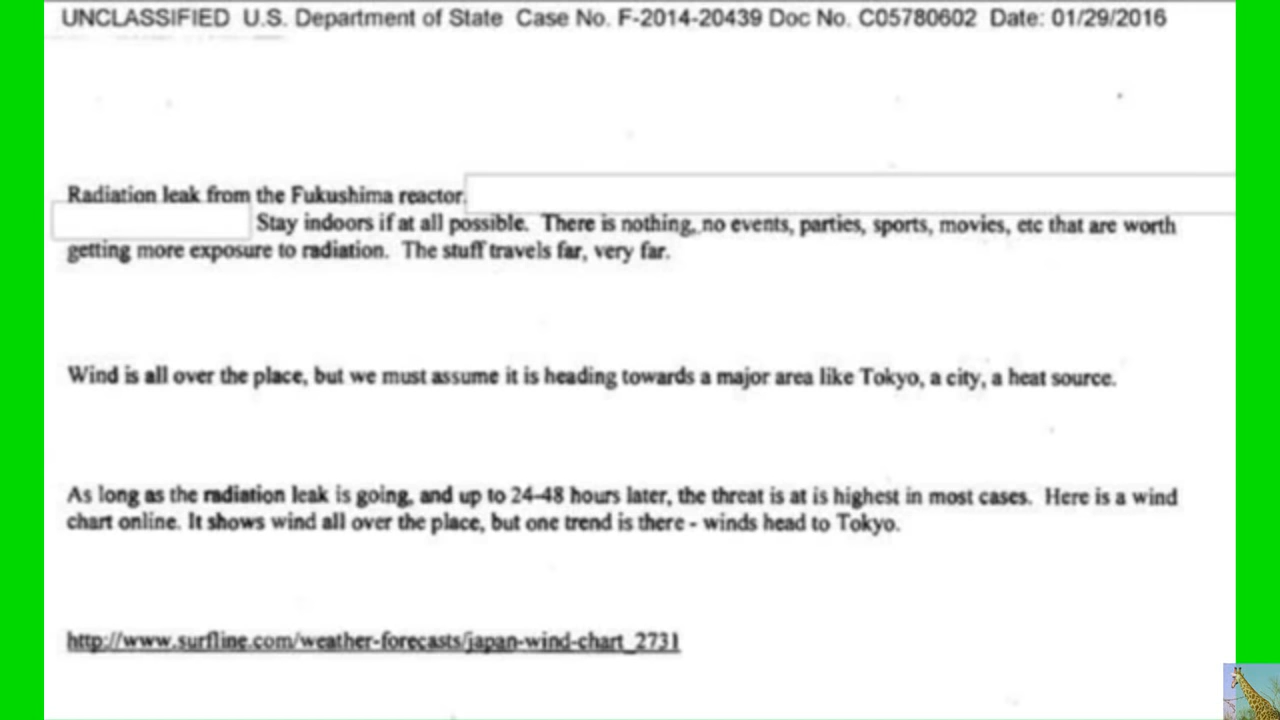 UNCLASSIFIED U.S. Department of State Case No. F-2014-20439 Doc No. C05780602 Date: 01/29/2016
Radiation leak from the Fukushima reactor.
Stay indoors if at all possible. There is nothing, no events, parties, sports, movies, etc that are worth
getting more exposure to radiation. The stuff travels far, very far.
Wind is all over the place, but we must assume it is heading towards a major area like Tokyo, a city, a heat source.
As long as the radiation leak is going, and up to 24-48 hours later, the threat is at is highest in most cases. Here is a wind
chart online. It shows wind all over the place, but one trend is there - winds head to Tokyo.
http://www.surfline.com/weather-forecasts/japan-wind-chart_2731